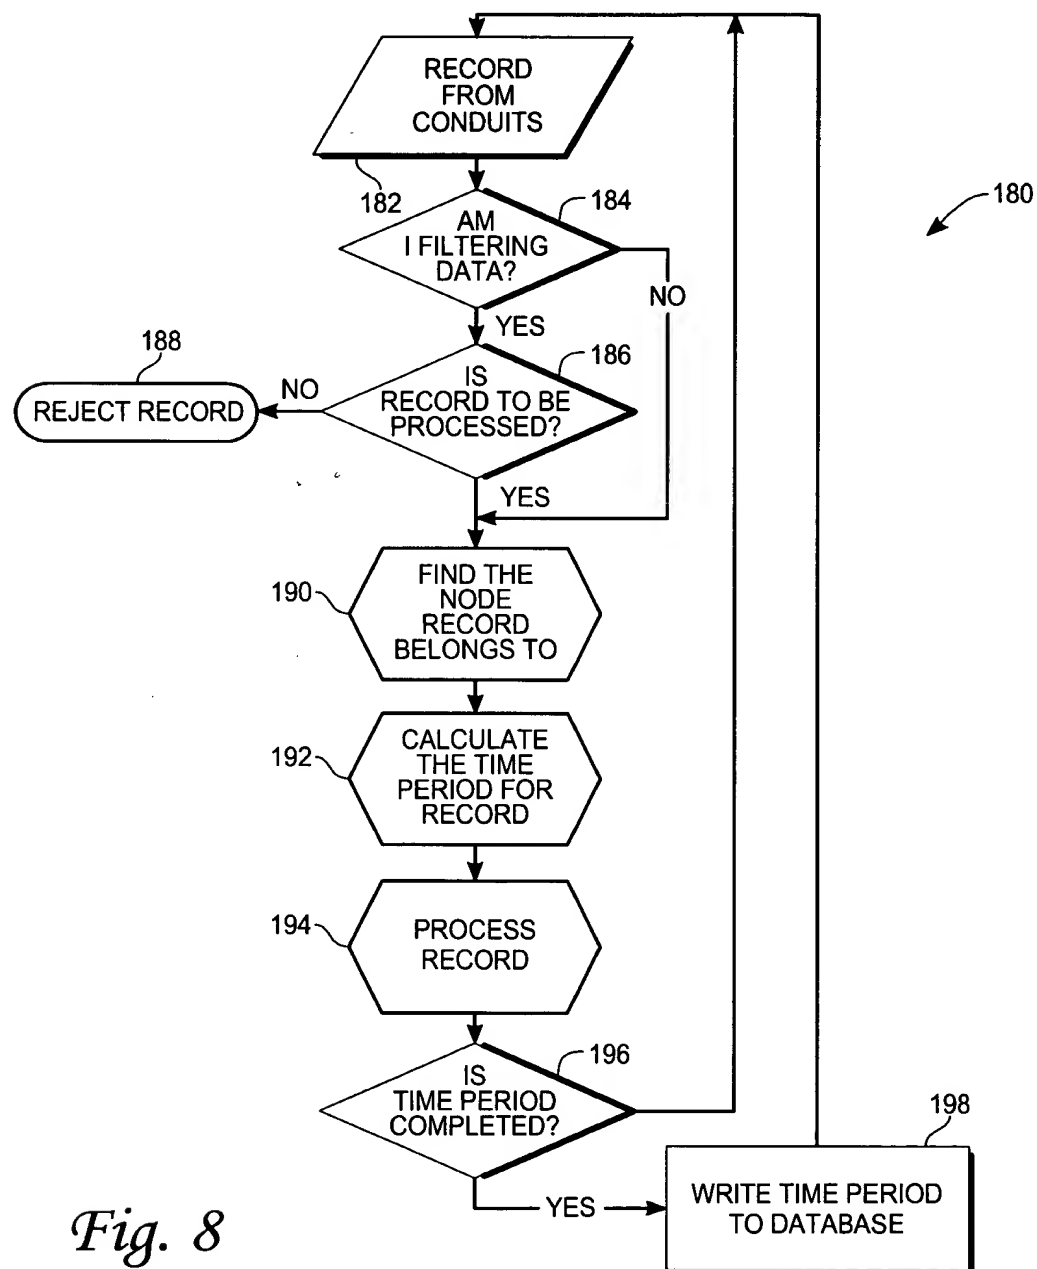 RECORD
FROM
CONDUITS
182
184
180
AM
I FILTERING
DATA?
NO
YES
188
186
REJECT RECORD
NO
IS
RECORD TO BE
PROCESSED?
YES
190
FIND THE
NODE
RECORD
BELONGS TO
192
CALCULATE
THE TIME
PERIOD FOR
RECORD
194
PROCESS
RECORD
196
IS
TIME PERIOD
COMPLETED?
198
YES
WRITE TIME PERIOD
TO DATABASE
Fig. 8